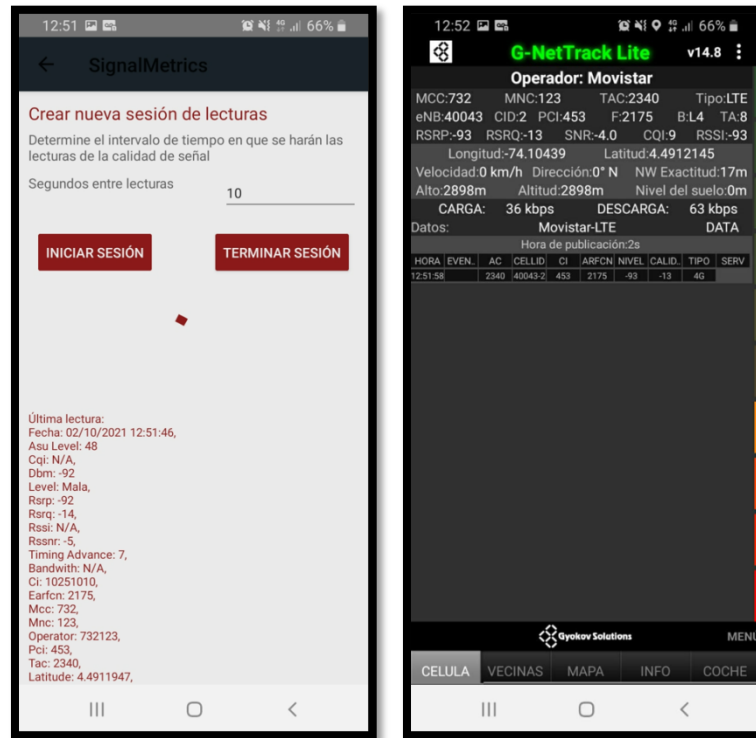 12:51 66%
SignalMetrics
Crear nueva sesión de lecturas
Determine el intervalo de tiempo en que se harán las
lecturas de la calidad de señal
Segundos entre lecturas 10
INICIAR SESIÓN TERMINAR SESIÓN
Última lectura:
Fecha: 02/10/2021 12:51:46,
Asu Level: 48
Cqi: N/A,
Dbm: -92
Level: Mala,
Rsrp: -92
Rsrq: -14,
Rssi: N/A,
Rssnr: -5,
Timing Advance: 7,
Bandwith: N/A,
Ci: 10251010,
Earfcn: 2175,
Mcc: 732,
Mnc: 123,
Operator: 732123,
Pci: 453,
Tac: 2340,
Latitude: 4.4911947,
12:52 66%
G-NetTrack Lite v14.8
Operador: Movistar
MCC:732 MNC:123 TAC:2340 Tipo:LTE
eNB:40043 CID:2 PCI:453 F:2175 B:L4 TA:8
RSRP:-93 RSRQ:-13 SNR:-4.0 CQI:9 RSSI:-93
Longitud:-74.10439 Latitud:4.4912145
Velocidad:0 km/h Dirección:0° N NW Exactitud:17m
Alto:2898m Altitud:2898m Nivel del suelo:0m
CARGA: 36 kbps DESCARGA: 63 kbps
Datos: Movistar-LTE DATA
Hora de publicación:2s
HORA EVEN.. AC CELLID CI ARFCN NIVEL CALID.. TIPO SERV
12:51:58 2340 40043-2 453 2175 -93 -13 4G
Gyokov Solutions MENU
CELULA VECINAS MAPA INFO COCHE